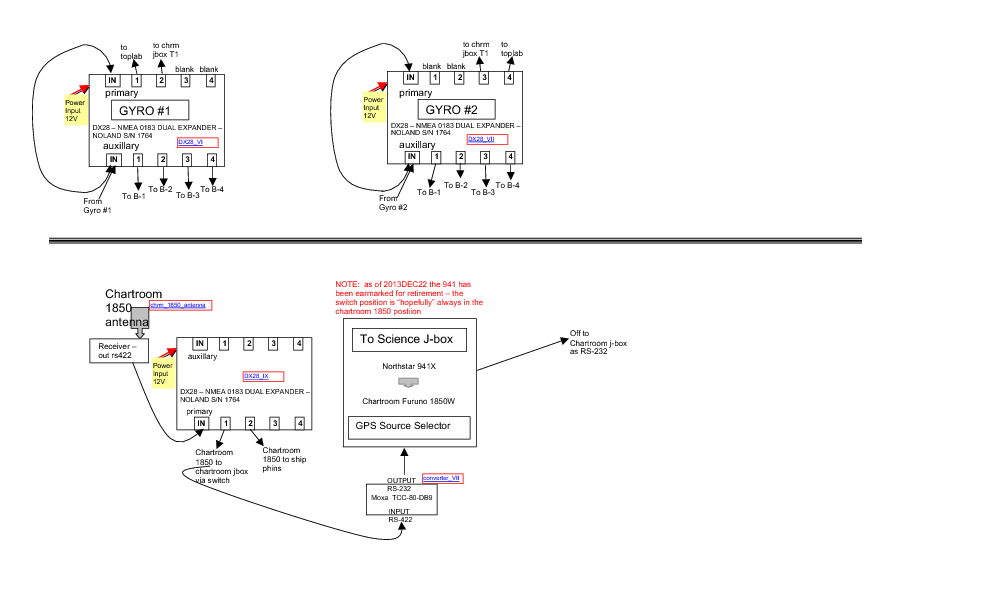 to
toplab
to chrm
jbox T1
blank blank
IN 1 2 3 4
primary
Power
Input
12V
GYRO #1
DX28 – NMEA 0183 DUAL EXPANDER –
NOLAND S/N 1764
DX28_VI
auxillary
IN 1 2 3 4
From
Gyro #1
To B-1
To B-2
To B-3
To B-4
to chrm
jbox T1
to
toplab
blank blank
IN 1 2 3 4
primary
Power
Input
12V
GYRO #2
DX28 – NMEA 0183 DUAL EXPANDER –
NOLAND S/N 1764
DX28_VII
auxillary
IN 1 2 3 4
From
Gyro #2
To B-1
To B-2
To B-3
To B-4
Chartroom
1850
antenna
chrm_1850_antenna
Receiver –
out rs422
Power
Input
12V
IN 1 2 3 4
auxillary
DX28_IX
DX28 – NMEA 0183 DUAL EXPANDER –
NOLAND S/N 1764
primary
IN 1 2 3 4
Chartroom
1850 to
chartroom jbox
via switch
Chartroom
1850 to ship
phins
NOTE: as of 2013DEC22 the 941 has
been earmarked for retirement – the
switch position is "hopefully" always in the
chartroom 1850 postiion
To Science J-box
Northstar 941X
Chartroom Furuno 1850W
GPS Source Selector
Off to
Chartroom j-box
as RS-232
OUTPUT
RS-232
converter_VII
Moxa TCC-80-DB9
INPUT
RS-422